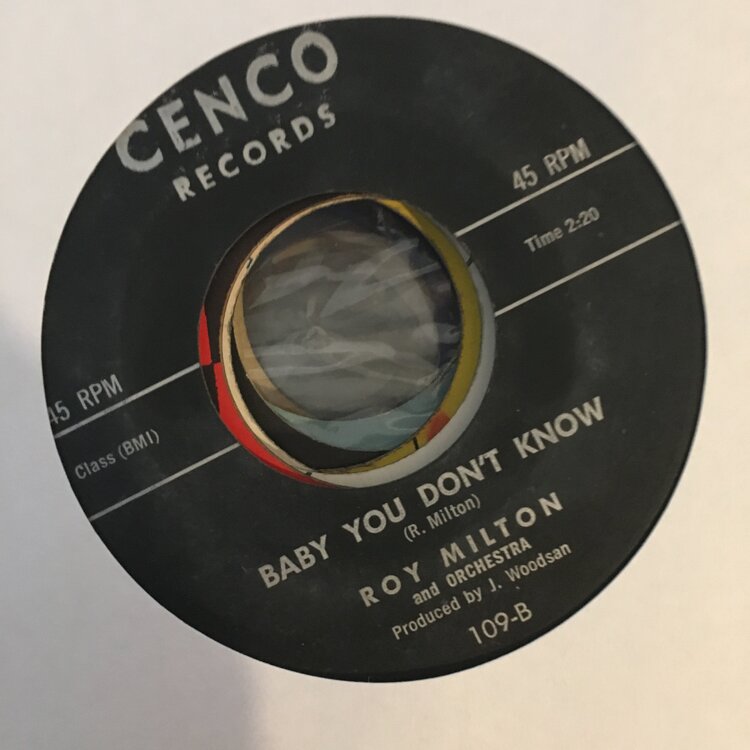 CENCO
RECORDS
45 RPM
Time 2:20
45 RPM
Class (BMI)
BABY YOU DON'T KNOW
(R. Milton)
ROY MILTON
and ORCHESTRA
Produced by J. Woodsan
109-B